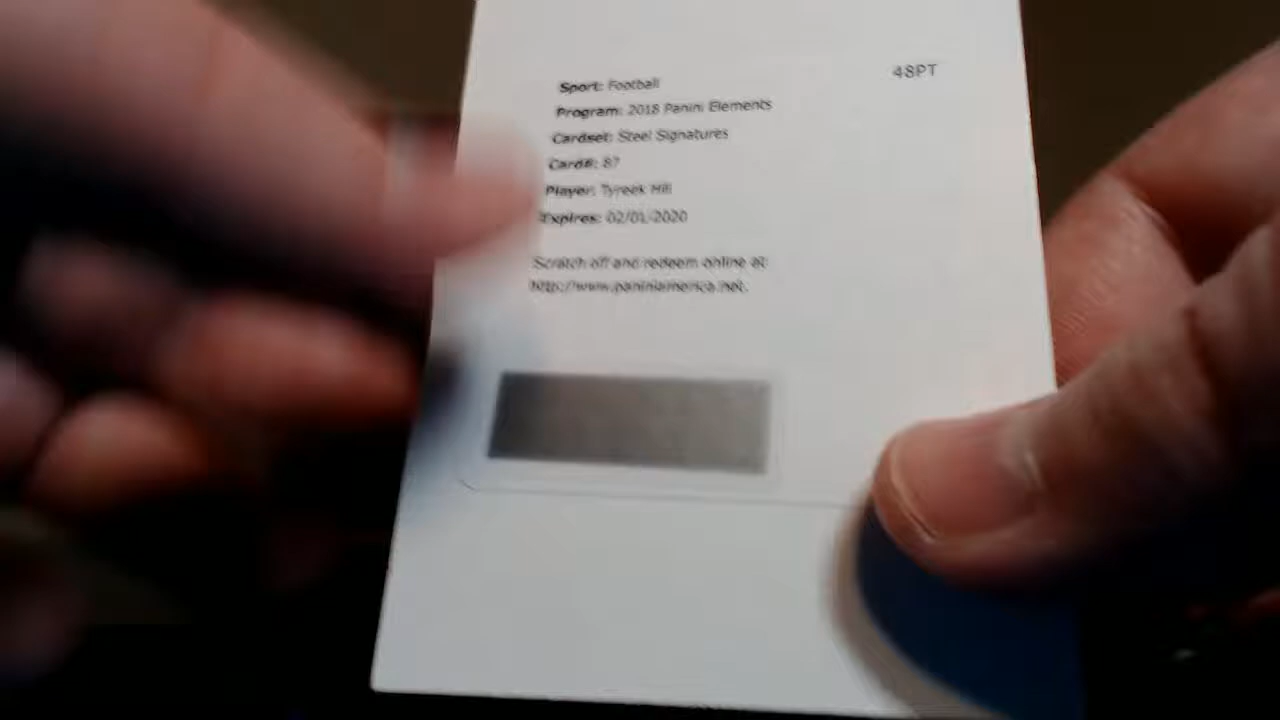 48PT
Sport: Football
Program: 2018 Panini Elements
Cardset: Steel Signatures
Card#: 87
Player: Tyreek Hill
Expires: 02/01/2020
Scratch off and redeem online at:
http://www.paniniamerica.net.